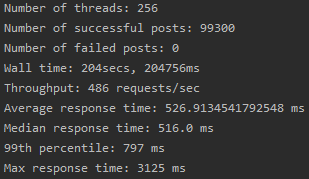 Number of threads: 256
Number of successful posts: 99300
Number of failed posts: 0
Wall time: 204secs, 204756ms
Throughput: 486 requests/sec
Average response time: 526.9134541792548 ms
Median response time: 516.0 ms
99th percentile: 797 ms
Max response time: 3125 ms